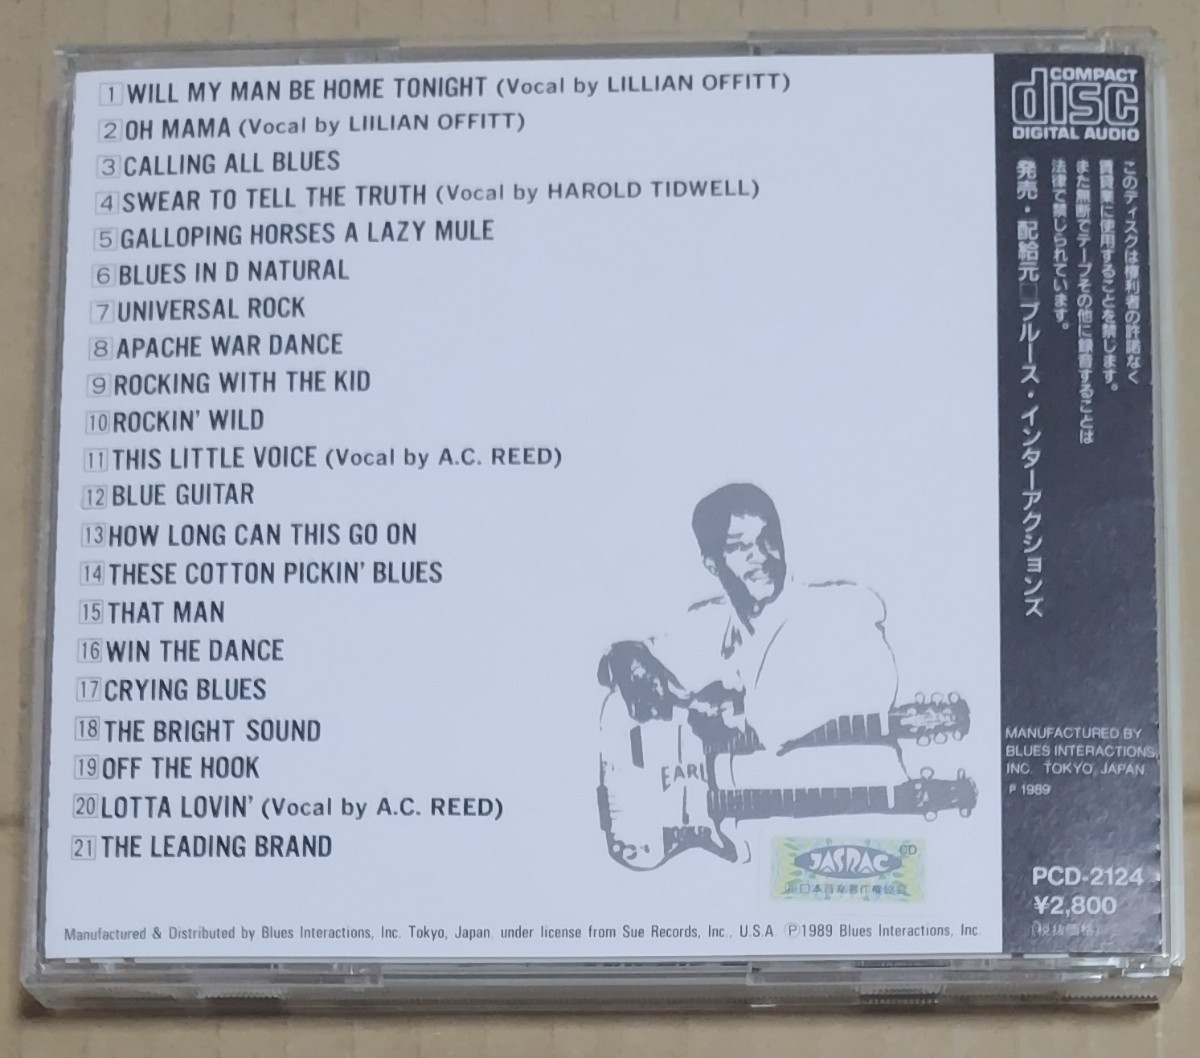 1 WILL MY MAN BE HOME TONIGHT (Vocal by LILLIAN OFFITT)
2 OH MAMA (Vocal by LIILIAN OFFITT)
3 CALLING ALL BLUES
4 SWEAR TO TELL THE TRUTH (Vocal by HAROLD TIDWELL)
5 GALLOPING HORSES A LAZY MULE
6 BLUES IN D NATURAL
7 UNIVERSAL ROCK
8 APACHE WAR DANCE
9 ROCKING WITH THE KID
10 ROCKIN' WILD
11 THIS LITTLE VOICE (Vocal by A.C. REED)
12 BLUE GUITAR
13 HOW LONG CAN THIS GO ON
14 THESE COTTON PICKIN' BLUES
15 THAT MAN
16 WIN THE DANCE
17 CRYING BLUES
18 THE BRIGHT SOUND
19 OFF THE HOOK
20 LOTTA LOVIN' (Vocal by A.C. REED)
21 THE LEADING BRAND
EARL
JASRAC
CD
Manufactured & Distributed by Blues Interactions, Inc. Tokyo, Japan. under license from Sue Records, Inc., U.S.A. Ⓟ1989 Blues Interactions, Inc.
COMPACT
disc
DIGITAL AUDIO
このディスクは権利者の許諾なく
賃貸業に使用することを禁じます。
また無断でテープその他に録音することは
法律で禁じられています。
発売・配給元■ブルース・インターアクションズ
MANUFACTURED BY
BLUES INTERACTIONS,
INC. TOKYO, JAPAN
Ⓟ 1989
PCD-2124
¥2,800
(税抜価格)